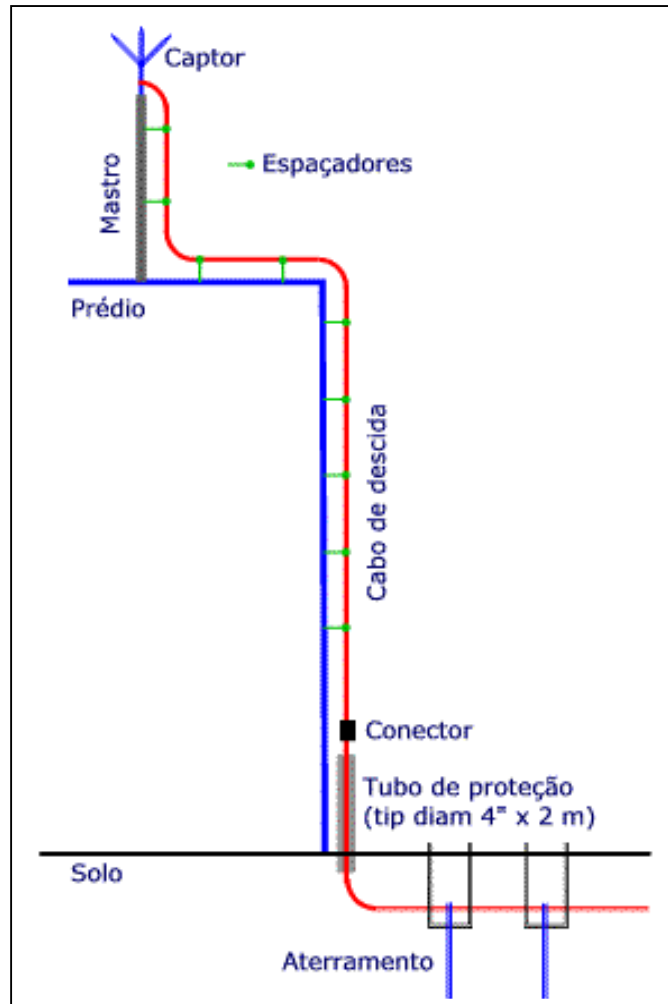 Captor
Espaçadores
Mastro
Prédio
Cabo de descida
Conector
Tubo de proteção
(tip diam 4" x 2 m)
Solo
Aterramento